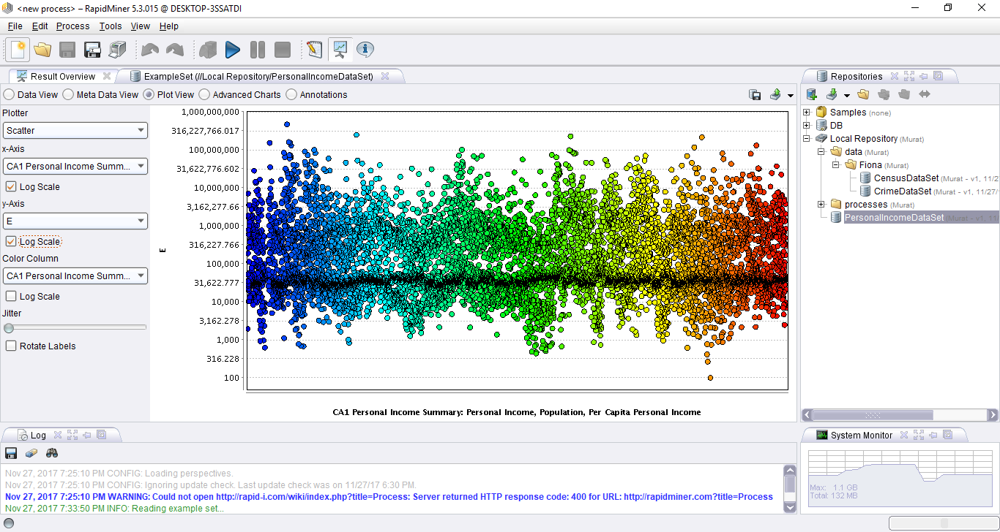 <new process> – RapidMiner 5.3.015 @ DESKTOP-3SSATDI
File Edit Process Tools View Help
Result Overview
ExampleSet (//Local Repository/PersonalIncomeDataSet)
Data View Meta Data View Plot View Advanced Charts Annotations
Plotter
Scatter
x-Axis
CA1 Personal Income Summ...
Log Scale
y-Axis
E
Log Scale
Color Column
CA1 Personal Income Summ...
Log Scale
Jitter
Rotate Labels
1,000,000,000
316,227,766.017
100,000,000
31,622,776.602
10,000,000
3,162,277.66
1,000,000
316,227.766
100,000
31,622.777
10,000
3,162.278
1,000
316.228
100
E
CA1 Personal Income Summary: Personal Income, Population, Per Capita Personal Income
Repositories
Samples (none)
DB
Local Repository (Murat)
data (Murat)
Fiona (Murat)
CensusDataSet (Murat – v1, 11/2
CrimeDataSet (Murat – v1, 11/27/
processes (Murat)
PersonalIncomeDataSet (Murat – v1, 11
Log
Nov 27, 2017 7:25:10 PM CONFIG: Loading perspectives.
Nov 27, 2017 7:25:10 PM CONFIG: Ignoring update check. Last update check was on 11/27/17 6:30 PM.
Nov 27, 2017 7:25:10 PM WARNING: Could not open http://rapid-i.com/wiki/index.php?title=Process: Server returned HTTP response code: 400 for URL: http://rapidminer.com?title=Process
Nov 27, 2017 7:33:50 PM INFO: Reading example set...
System Monitor
Max: 1.1 GB
Total: 132 MB